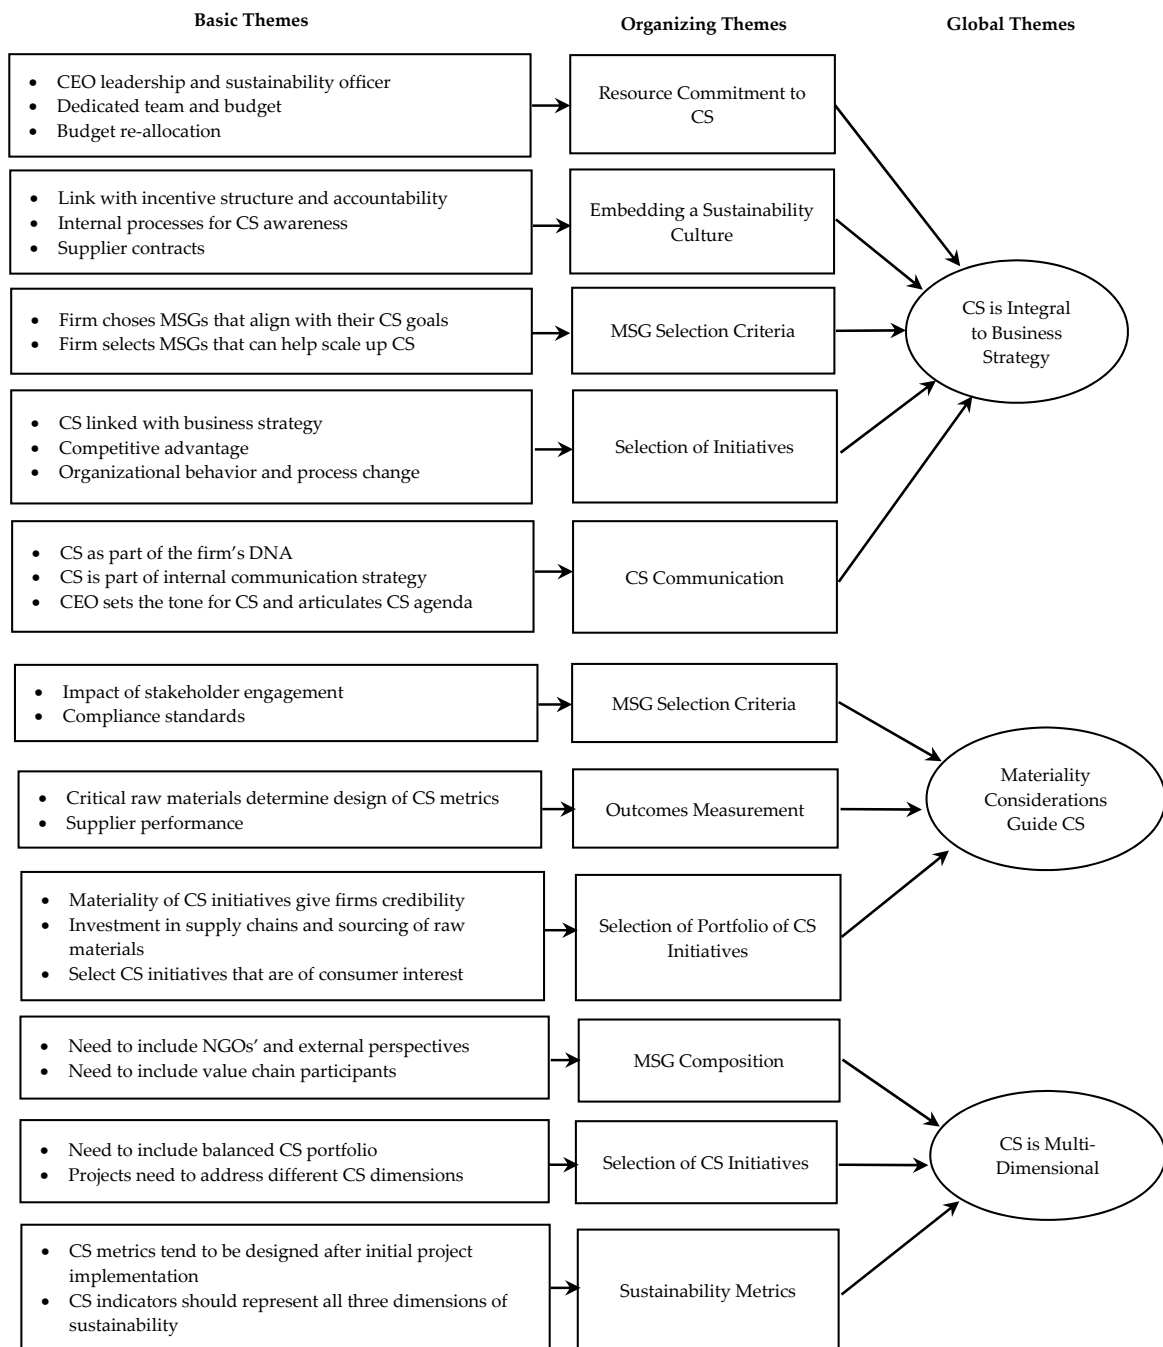 Basic Themes
Organizing Themes
Global Themes
• CEO leadership and sustainability officer
• Dedicated team and budget
• Budget re-allocation
Resource Commitment to
CS
• Link with incentive structure and accountability
• Internal processes for CS awareness
• Supplier contracts
Embedding a Sustainability
Culture
• Firm choses MSGs that align with their CS goals
• Firm selects MSGs that can help scale up CS
MSG Selection Criteria
• CS linked with business strategy
• Competitive advantage
• Organizational behavior and process change
Selection of Initiatives
• CS as part of the firm’s DNA
• CS is part of internal communication strategy
• CEO sets the tone for CS and articulates CS agenda
CS Communication
CS is Integral
to Business
Strategy
• Impact of stakeholder engagement
• Compliance standards
MSG Selection Criteria
• Critical raw materials determine design of CS metrics
• Supplier performance
Outcomes Measurement
• Materiality of CS initiatives give firms credibility
• Investment in supply chains and sourcing of raw
materials
• Select CS initiatives that are of consumer interest
Selection of Portfolio of CS
Initiatives
Materiality
Considerations
Guide CS
• Need to include NGOs’ and external perspectives
• Need to include value chain participants
MSG Composition
• Need to include balanced CS portfolio
• Projects need to address different CS dimensions
Selection of CS Initiatives
• CS metrics tend to be designed after initial project
implementation
• CS indicators should represent all three dimensions of
sustainability
Sustainability Metrics
CS is Multi-
Dimensional